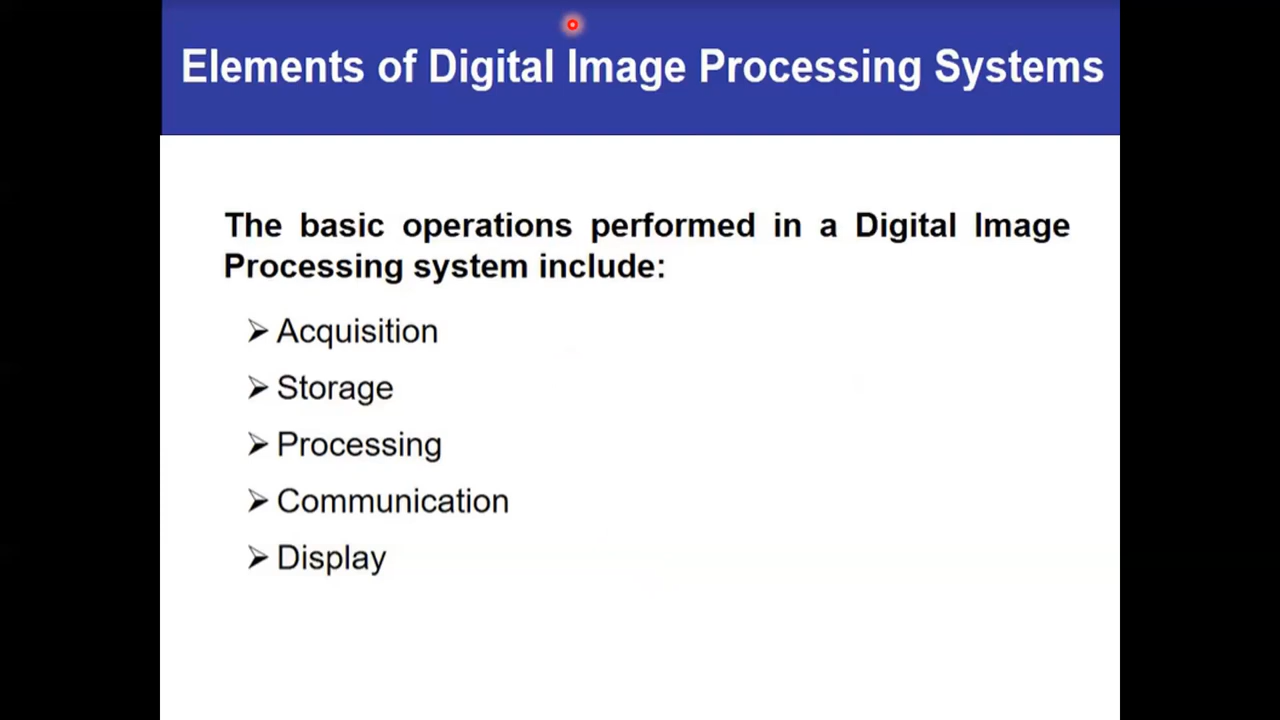 Elements of Digital Image Processing Systems
The basic operations performed in a Digital Image
Processing system include:
➢ Acquisition
➢ Storage
➢ Processing
➢ Communication
➢ Display